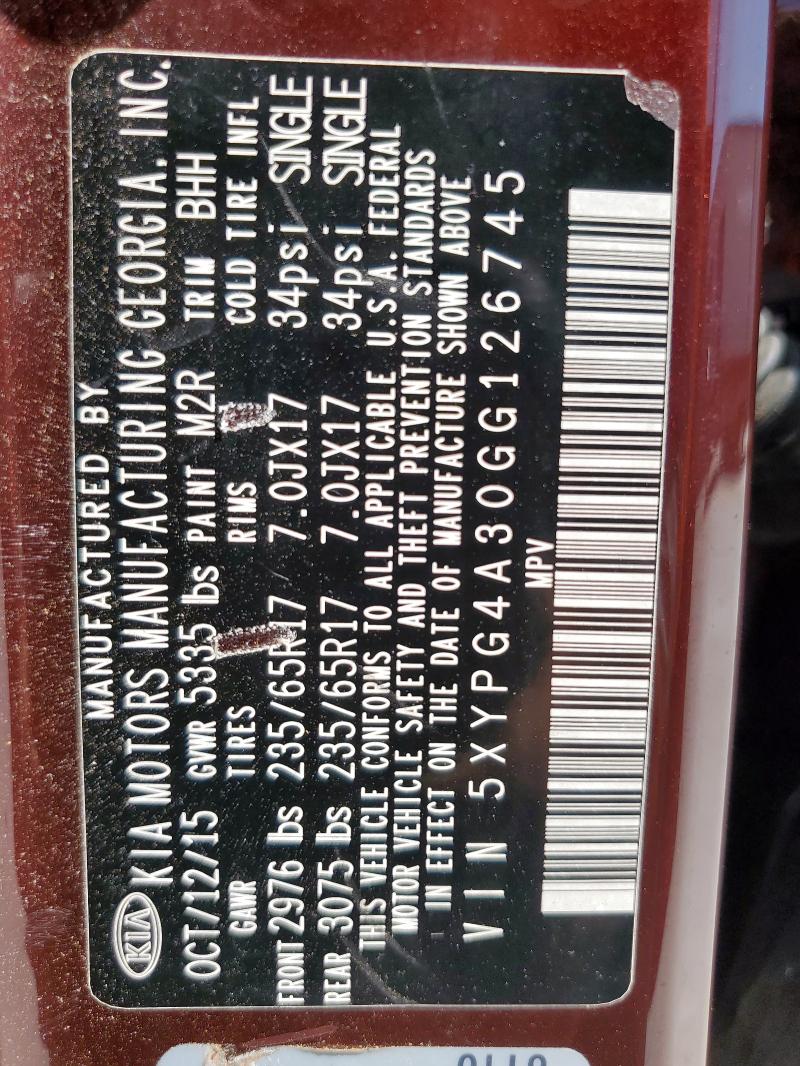 MANUFACTURED BY
KIA KIA MOTORS MANUFACTURING GEORGIA, INC.
OCT/12/15 GVWR 5335 lbs PAINT M2R TRIM BHH
GAWR TIRES RIMS COLD TIRE INFL
FRONT 2976 lbs 235/65R17 7.0JX17 34psi SINGLE
REAR 3075 lbs 235/65R17 7.0JX17 34psi SINGLE
THIS VEHICLE CONFORMS TO ALL APPLICABLE U.S.A. FEDERAL
MOTOR VEHICLE SAFETY AND THEFT PREVENTION STANDARDS
IN EFFECT ON THE DATE OF MANUFACTURE SHOWN ABOVE
VIN 5XYPG4A30GG126745
MPV